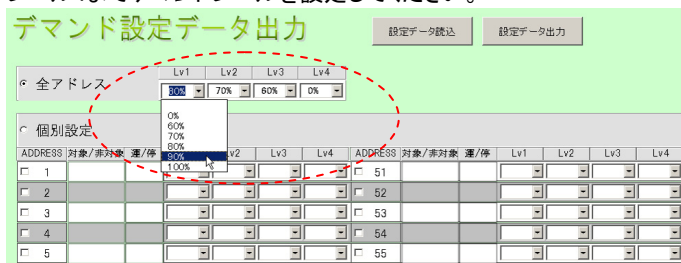 デマンド設定データ出力
設定データ読込
設定データ出力
Lv1 Lv2 Lv3 Lv4
全アドレス
80% 70% 60% 0%
0%
60%
70%
80%
90%
100%
個別設定
ADDRESS 対象/非対象 運/停 Lv2 Lv3 Lv4 ADDRESS 対象/非対象 運/停 Lv1 Lv2 Lv3 Lv4
1 51
2 52
3 53
4 54
5 55